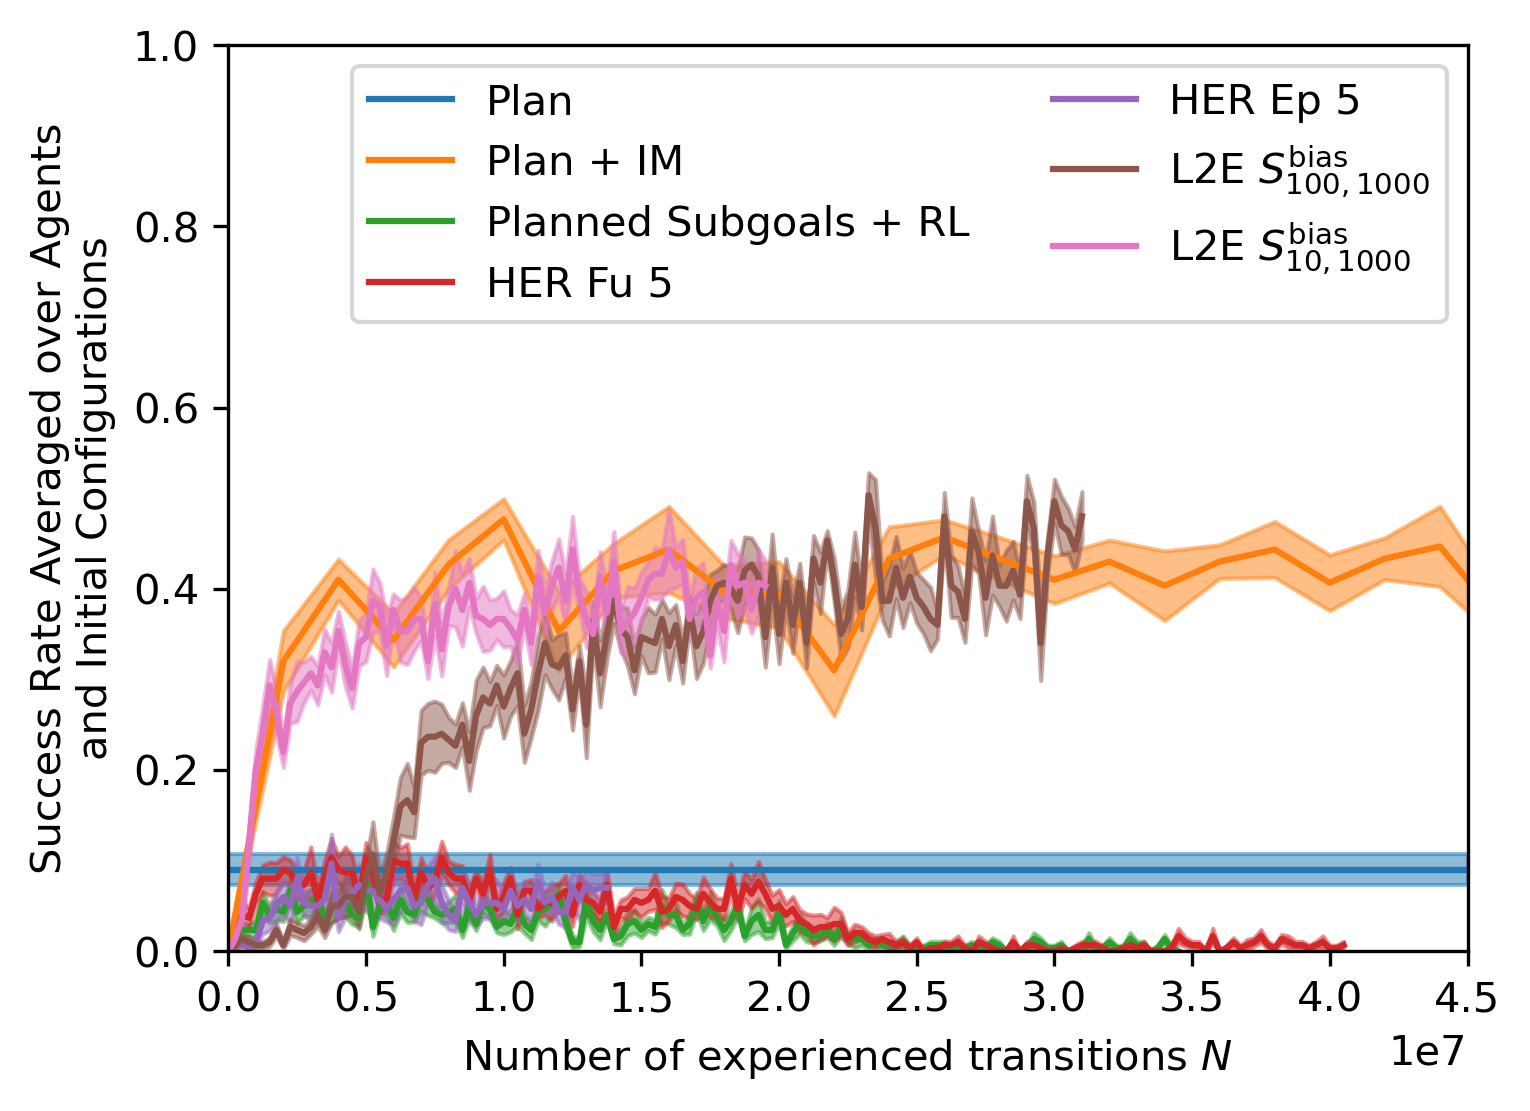 Success Rate Averaged over Agents
and Initial Configurations
1.0
0.8
0.6
0.4
0.2
0.0
Plan
Plan + IM
Planned Subgoals + RL
HER Fu 5
HER Ep 5
L2E S^bias_100,1000
L2E S^bias_10,1000
0.0 0.5 1.0 1.5 2.0 2.5 3.0 3.5 4.0 4.5
1e7
Number of experienced transitions N